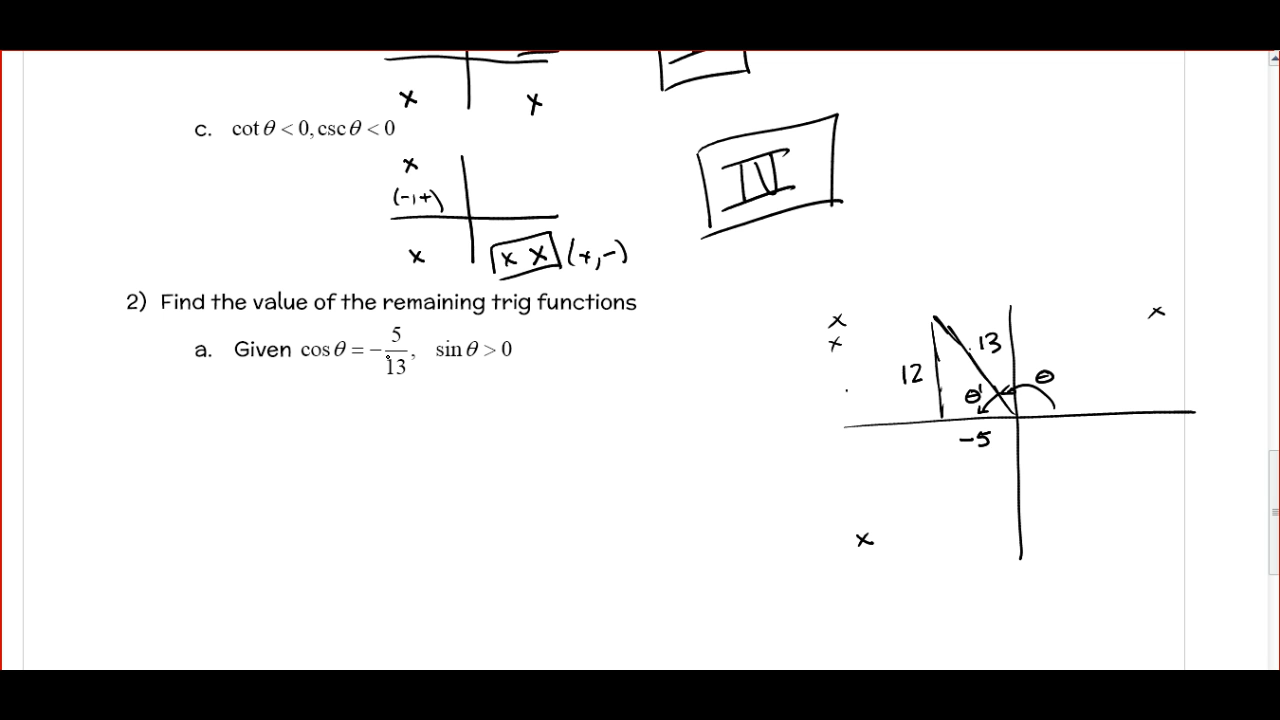 x x
c. cot θ < 0, csc θ < 0
x
(-,+)
IV
x x x (+,-)
2) Find the value of the remaining trig functions
a. Given cos θ = -5/13, sin θ > 0
x x
x
13
12 θ' θ
-5
x